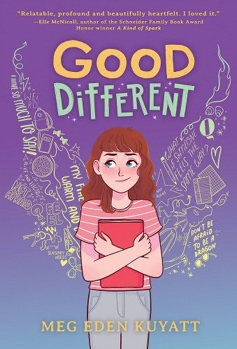 "Relatable, profound and beautifully heartfelt. I loved it."
—Elle McNicoll, author of the Schneider Family Book Award
Honor winner A Kind of Spark
GOOD
DIFFERENT
I HAVE SO MUCH TO SAY
MY FIRE
WARM AND
DON'T BE
AFRAID
TO BE A
DRAGON
MEG EDEN KUYATT